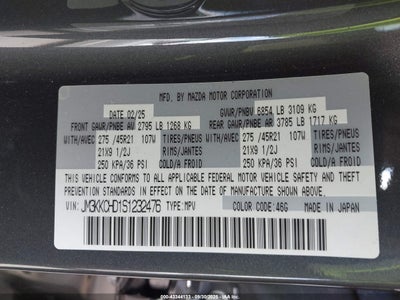 MFD. BY MAZDA MOTOR CORPORATION
DATE 02/25 GVWR/PNBV 6854 LB 3109 KG
FRONT GAWR/PNBE AV 2795 LB 1268 KG REAR GAWR/PNBE AR 3785 LB 1717 KG
WITH/AVEC 275 /45R21 107W TIRES/PNEUS WITH/AVEC 275 /45R21 107W TIRES/PNEUS
21X9 1/2J RIMS/JANTES 21X9 1/2J RIMS/JANTES
250 KPA/36 PSI COLD/A FROID 250 KPA/36 PSI COLD/A FROID
THIS VEHICLE CONFORMS TO ALL APPLICABLE FEDERAL MOTOR VEHICLE
SAFETY, BUMPER, AND THEFT PREVENTION STANDARDS IN EFFECT ON THE
DATE OF MANUFACTURE SHOWN ABOVE.
VIN: JM3KKCHD1S1232476 TYPE: MPV COLOR CODE: 46G MADE IN JAPAN